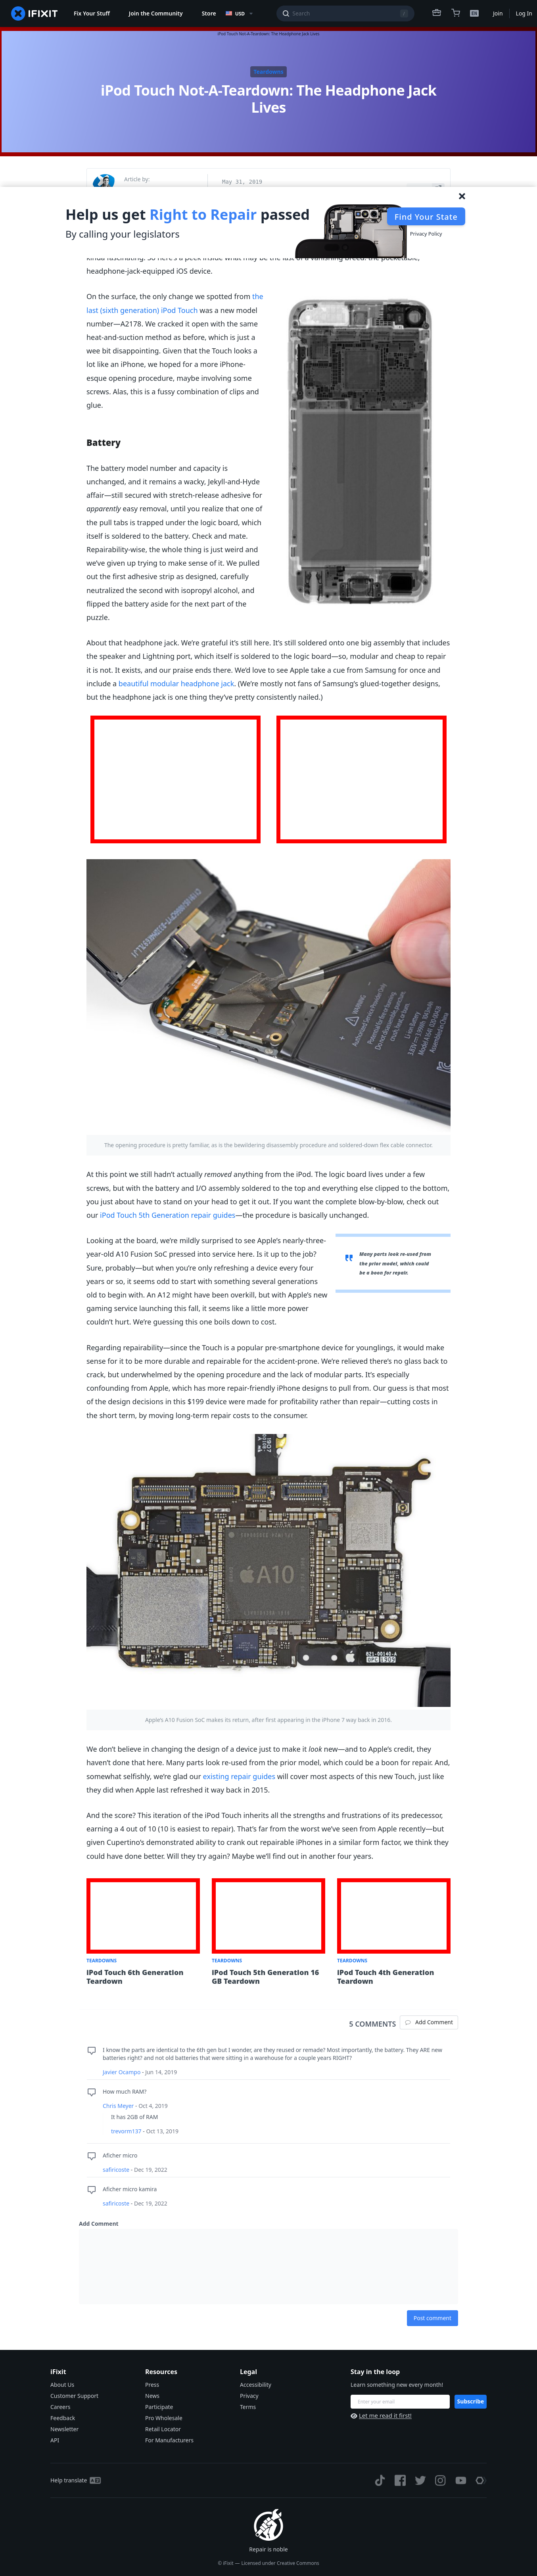 IFIXIT
Fix Your Stuff
Join the Community
Store
USD
Search
/
EN
Join
Log In
iPod Touch Not-A-Teardown: The Headphone Jack Lives
Teardowns
iPod Touch Not-A-Teardown: The Headphone Jack
Lives
Article by:
May 31, 2019
Help us get Right to Repair passed
By calling your legislators
Find Your State
Privacy Policy
headphone-jack-equipped iOS device.
On the surface, the only change we spotted from the
last (sixth generation) iPod Touch was a new model
number—A2178. We cracked it open with the same
heat-and-suction method as before, which is just a
wee bit disappointing. Given that the Touch looks a
lot like an iPhone, we hoped for a more iPhone-
esque opening procedure, maybe involving some
screws. Alas, this is a fussy combination of clips and
glue.
Battery
The battery model number and capacity is
unchanged, and it remains a wacky, Jekyll-and-Hyde
affair—still secured with stretch-release adhesive for
apparently easy removal, until you realize that one of
the pull tabs is trapped under the logic board, which
itself is soldered to the battery. Check and mate.
Repairability-wise, the whole thing is just weird and
we've given up trying to make sense of it. We pulled
out the first adhesive strip as designed, carefully
neutralized the second with isopropyl alcohol, and
flipped the battery aside for the next part of the
puzzle.
About that headphone jack. We're grateful it's still here. It's still soldered onto one big assembly that includes
the speaker and Lightning port, which itself is soldered to the logic board—so, modular and cheap to repair
it is not. It exists, and our praise ends there. We'd love to see Apple take a cue from Samsung for once and
include a beautiful modular headphone jack. (We're mostly not fans of Samsung's glued-together designs,
but the headphone jack is one thing they've pretty consistently nailed.)
The opening procedure is pretty familiar, as is the bewildering disassembly procedure and soldered-down flex cable connector.
At this point we still hadn't actually removed anything from the iPod. The logic board lives under a few
screws, but with the battery and I/O assembly soldered to the top and everything else clipped to the bottom,
you just about have to stand on your head to get it out. If you want the complete blow-by-blow, check out
our iPod Touch 5th Generation repair guides—the procedure is basically unchanged.
Looking at the board, we're mildly surprised to see Apple's nearly-three-
year-old A10 Fusion SoC pressed into service here. Is it up to the job?
Sure, probably—but when you're only refreshing a device every four
years or so, it seems odd to start with something several generations
old to begin with. An A12 might have been overkill, but with Apple's new
gaming service launching this fall, it seems like a little more power
couldn't hurt. We're guessing this one boils down to cost.
Many parts look re-used from
the prior model, which could
be a boon for repair.
Regarding repairability—since the Touch is a popular pre-smartphone device for younglings, it would make
sense for it to be more durable and repairable for the accident-prone. We're relieved there's no glass back to
crack, but underwhelmed by the opening procedure and the lack of modular parts. It's especially
confounding from Apple, which has more repair-friendly iPhone designs to pull from. Our guess is that most
of the design decisions in this $199 device were made for profitability rather than repair—cutting costs in
the short term, by moving long-term repair costs to the consumer.
A10
821-00140-A
Apple's A10 Fusion SoC makes its return, after first appearing in the iPhone 7 way back in 2016.
We don't believe in changing the design of a device just to make it look new—and to Apple's credit, they
haven't done that here. Many parts look re-used from the prior model, which could be a boon for repair. And,
somewhat selfishly, we're glad our existing repair guides will cover most aspects of this new Touch, just like
they did when Apple last refreshed it way back in 2015.
And the score? This iteration of the iPod Touch inherits all the strengths and frustrations of its predecessor,
earning a 4 out of 10 (10 is easiest to repair). That's far from the worst we've seen from Apple recently—but
given Cupertino's demonstrated ability to crank out repairable iPhones in a similar form factor, we think they
could have done better. Will they try again? Maybe we'll find out in another four years.
TEARDOWNS
TEARDOWNS
TEARDOWNS
IPod Touch 6th Generation
Teardown
IPod Touch 5th Generation 16
GB Teardown
IPod Touch 4th Generation
Teardown
5 COMMENTS
Add Comment
I know the parts are identical to the 6th gen but I wonder, are they reused or remade? Most importantly, the battery. They ARE new
batteries right? and not old batteries that were sitting in a warehouse for a couple years RIGHT?
Javier Ocampo - Jun 14, 2019
How much RAM?
Chris Meyer - Oct 4, 2019
It has 2GB of RAM
trevorm137 - Oct 13, 2019
Aficher micro
safiricoste - Dec 19, 2022
Aficher micro kamira
safiricoste - Dec 19, 2022
Add Comment
Post comment
iFixit
About Us
Customer Support
Careers
Feedback
Newsletter
API
Resources
Press
News
Participate
Pro Wholesale
Retail Locator
For Manufacturers
Legal
Accessibility
Privacy
Terms
Stay in the loop
Learn something new every month!
Enter your email
Subscribe
Let me read it first!
Help translate
Repair is noble
© iFixit — Licensed under Creative Commons